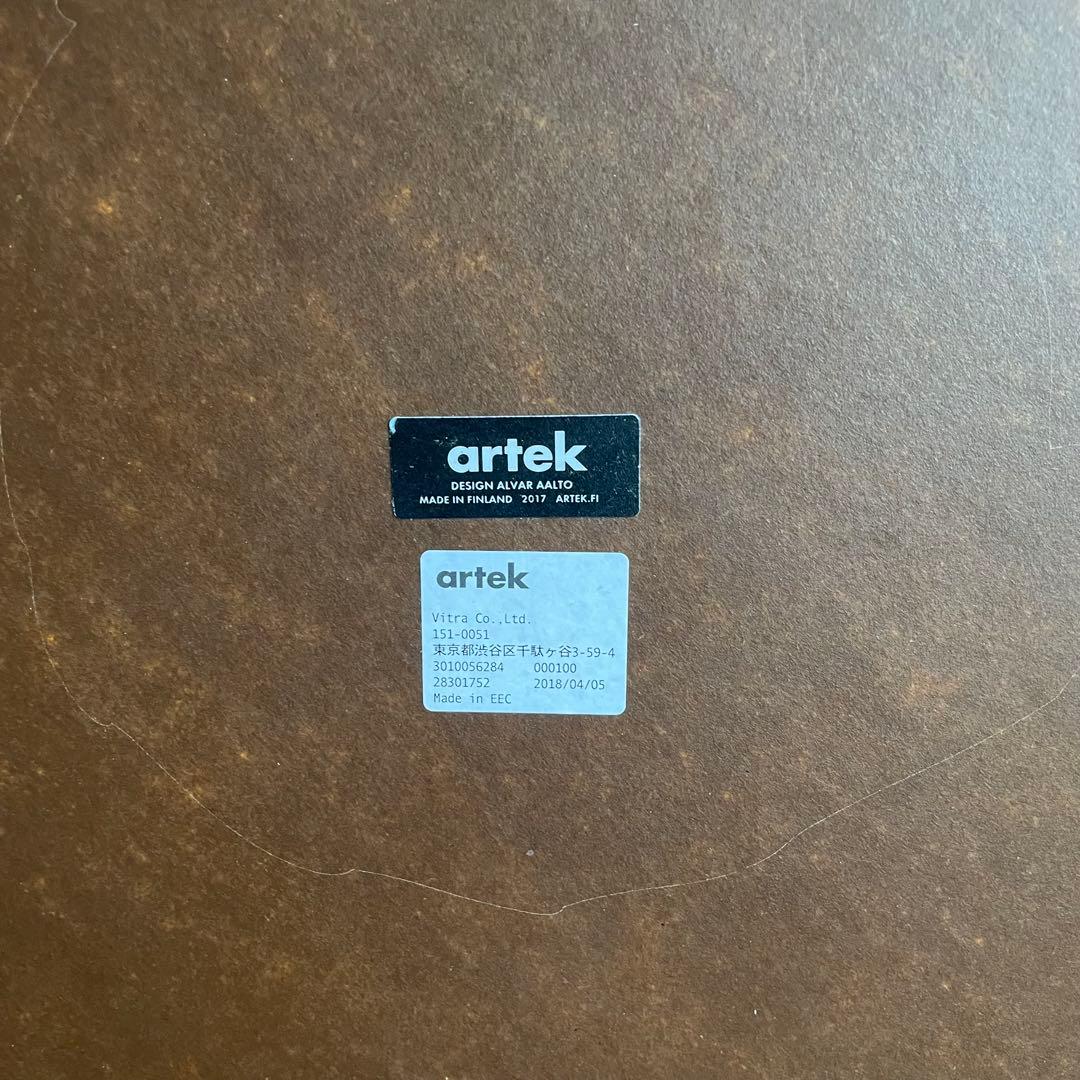 artek
DESIGN ALVAR AALTO
MADE IN FINLAND 2017 ARTEK.FI
artek
Vitra Co.,Ltd.
151-0051
東京都渋谷区千駄ヶ谷3-59-4
3010056284 000100
28301752 2018/04/05
Made in EEC